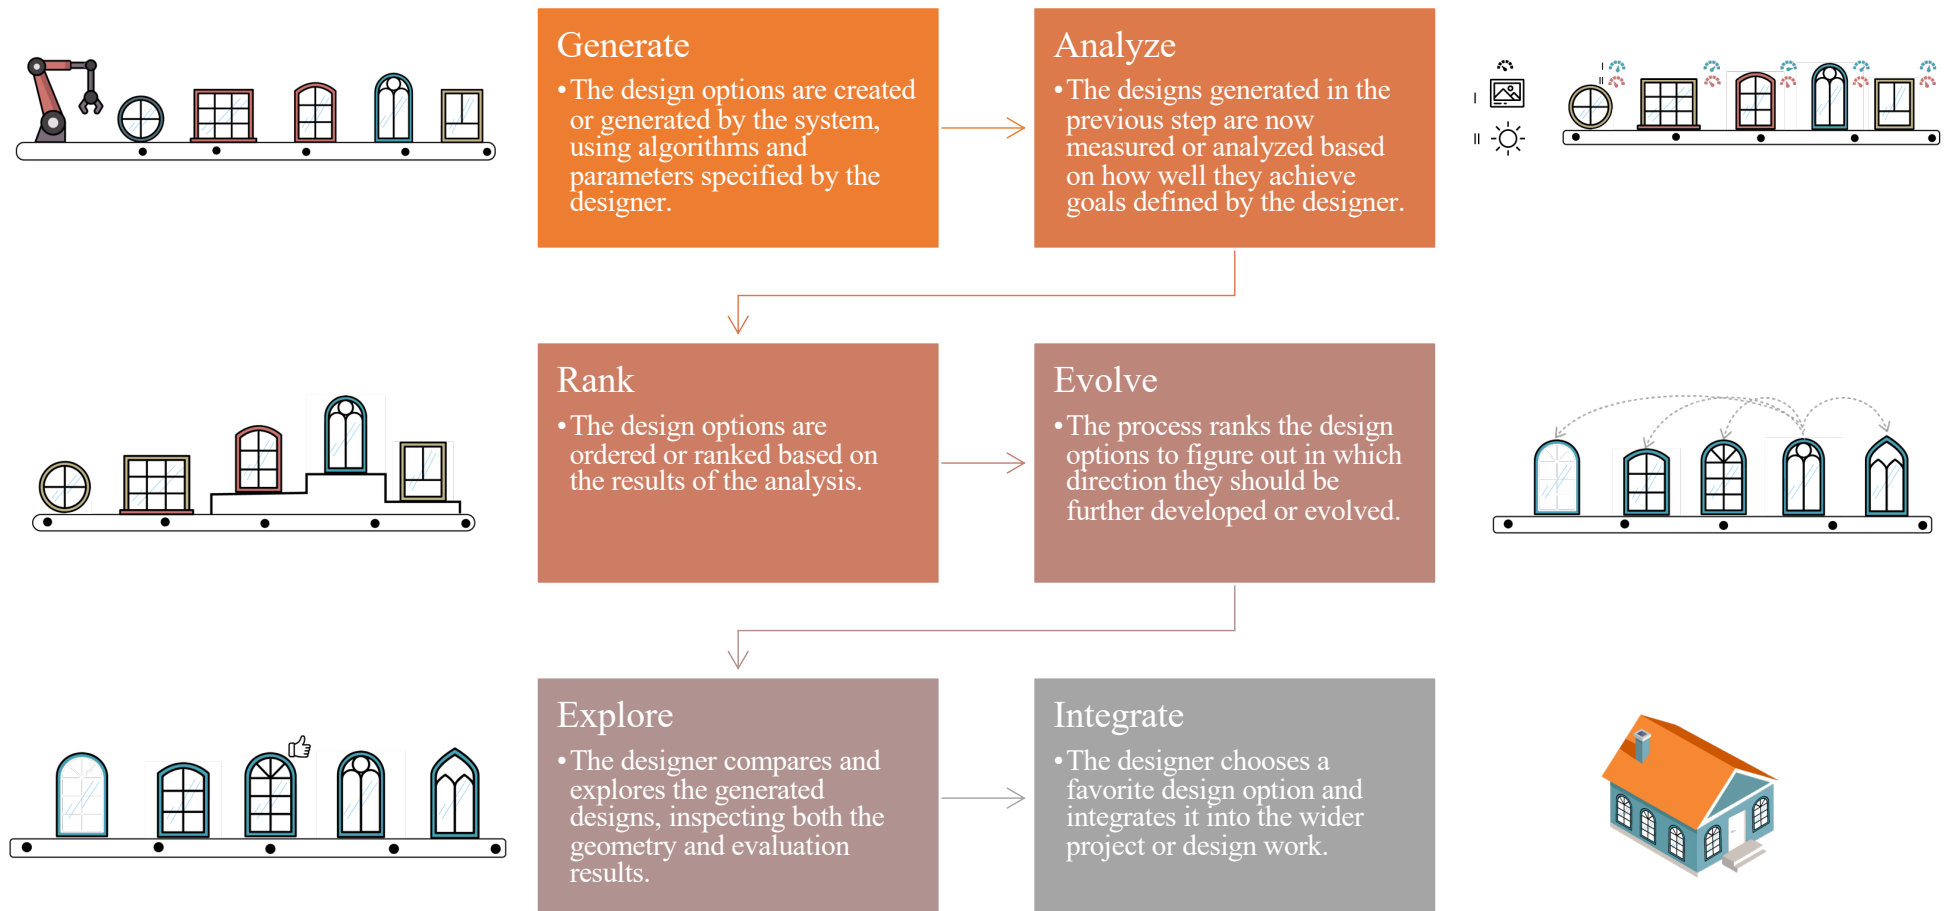 Generate
•The design options are created
or generated by the system,
using algorithms and
parameters specified by the
designer.
Analyze
•The designs generated in the
previous step are now
measured or analyzed based
on how well they achieve
goals defined by the designer.
I
II
I
II
Rank
•The design options are
ordered or ranked based on
the results of the analysis.
Evolve
•The process ranks the design
options to figure out in which
direction they should be
further developed or evolved.
Explore
•The designer compares and
explores the generated
designs, inspecting both the
geometry and evaluation
results.
Integrate
•The designer chooses a
favorite design option and
integrates it into the wider
project or design work.